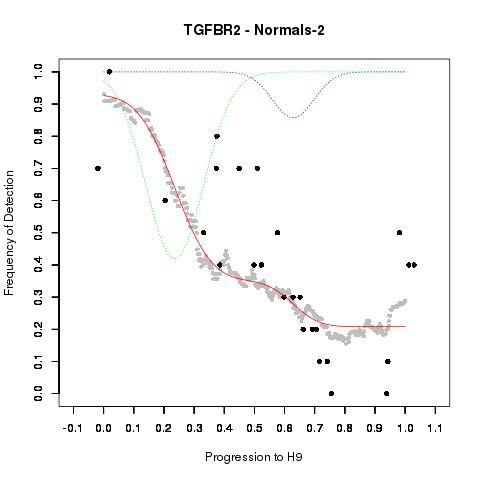 TGFBR2 - Normals-2
Frequency of Detection
1.0
0.9
0.8
0.7
0.6
0.5
0.4
0.3
0.2
0.1
0.0
-0.1 0.0 0.1 0.2 0.3 0.4 0.5 0.6 0.7 0.8 0.9 1.0 1.1
Progression to H9